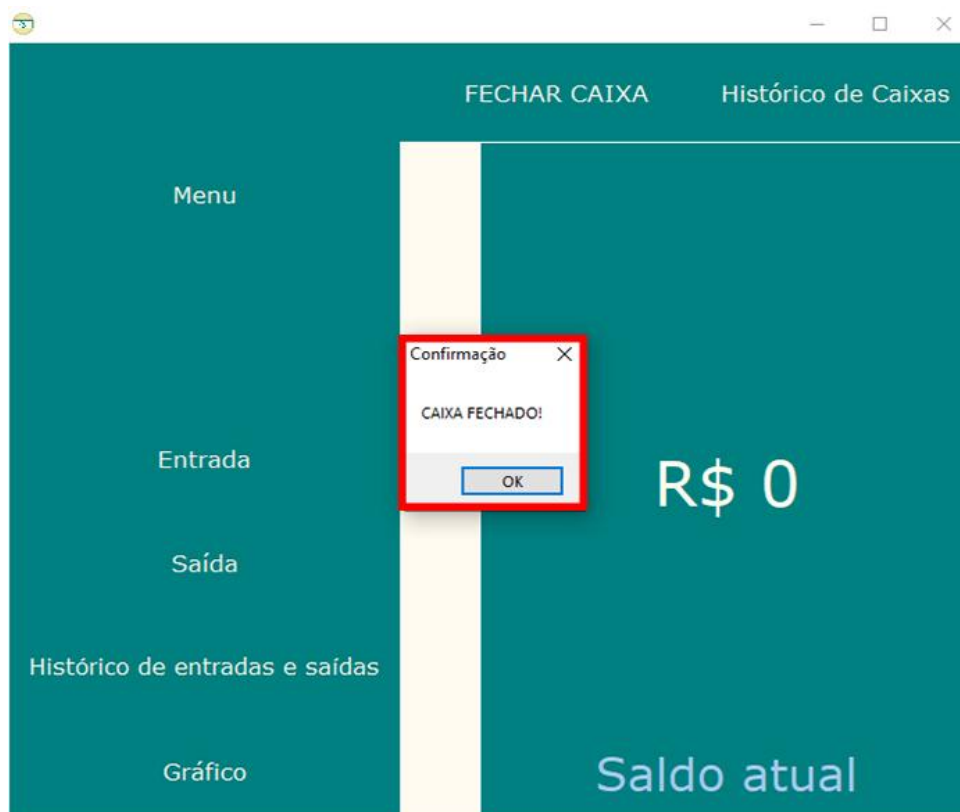 FECHAR CAIXA
Histórico de Caixas
Menu
Entrada
Saída
Histórico de entradas e saídas
Gráfico
Confirmação
CAIXA FECHADO!
OK
R$ 0
Saldo atual